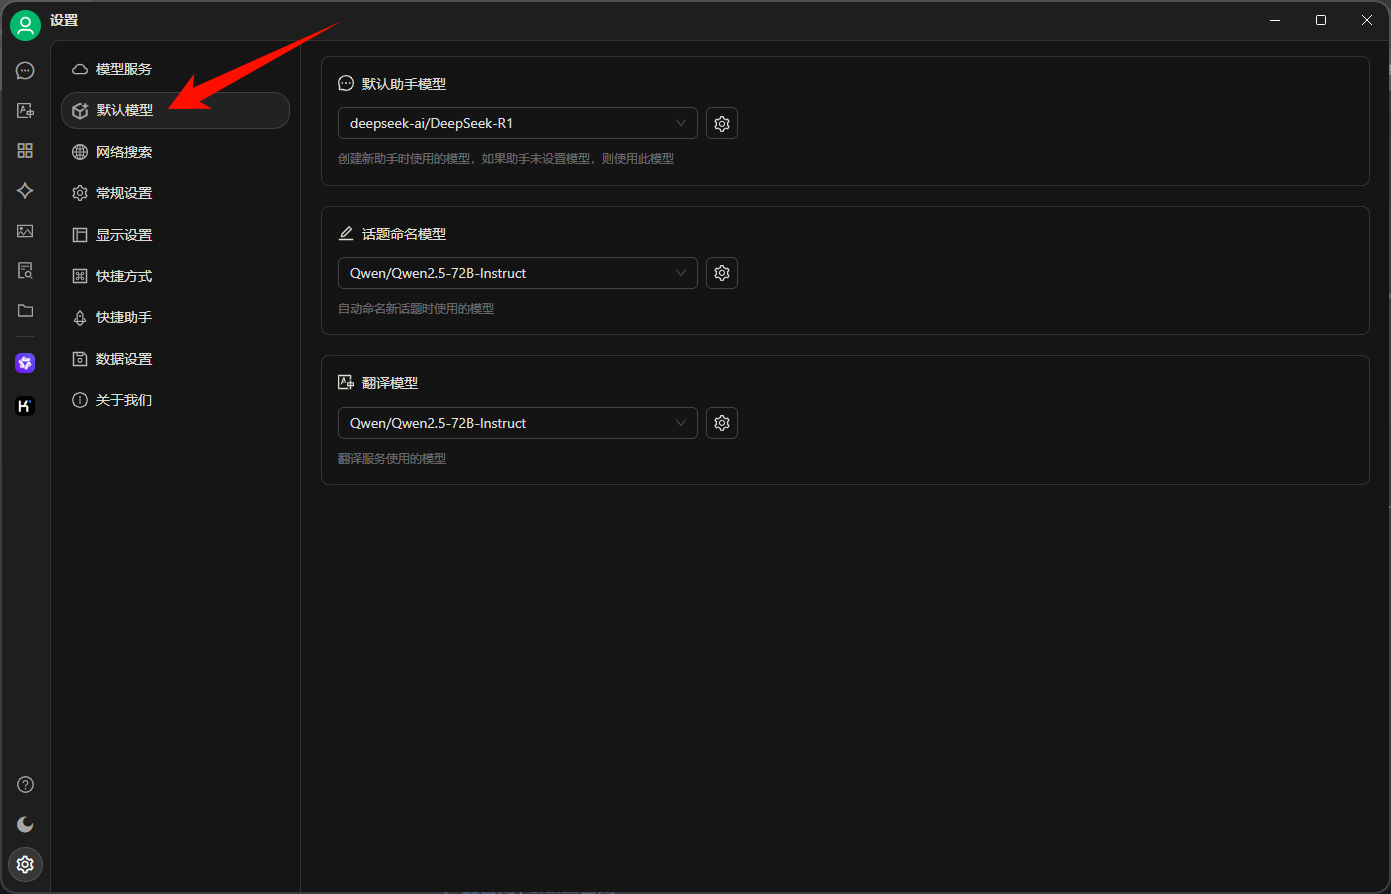 设置
模型服务
默认模型
网络搜索
常规设置
显示设置
快捷方式
快捷助手
数据设置
关于我们
默认助手模型
deepseek-ai/DeepSeek-R1
创建新助手时使用的模型，如果助手未设置模型，则使用此模型
话题命名模型
Qwen/Qwen2.5-72B-Instruct
自动命名新话题时使用的模型
翻译模型
Qwen/Qwen2.5-72B-Instruct
翻译服务使用的模型